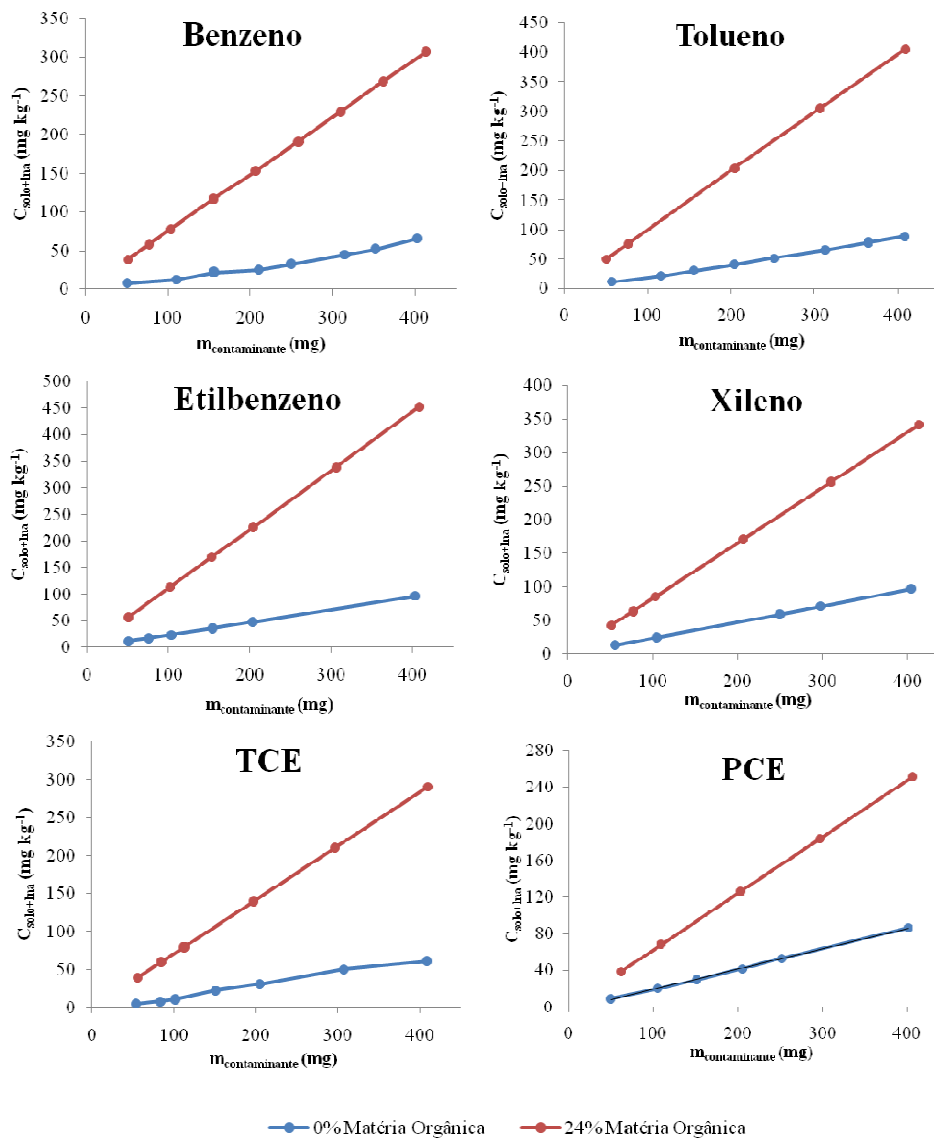 Benzeno
350
300
250
200
150
100
50
0
C solo+lna (mg kg-1)
0 100 200 300 400
m contaminante (mg)
Tolueno
450
400
350
300
250
200
150
100
50
0
C solo+lna (mg kg-1)
0 100 200 300 400
m contaminante (mg)
Etilbenzeno
500
450
400
350
300
250
200
150
100
50
0
C solo+lna (mg kg-1)
0 100 200 300 400
m contaminante (mg)
Xileno
400
350
300
250
200
150
100
50
0
C solo+lna (mg kg-1)
0 100 200 300 400
m contaminante (mg)
TCE
350
300
250
200
150
100
50
0
C solo+lna (mg kg-1)
0 100 200 300 400
m contaminante (mg)
PCE
280
240
200
160
120
80
40
0
C solo+lna (mg kg-1)
0 100 200 300 400
m contaminante (mg)
0% Matéria Orgânica 24% Matéria Orgânica